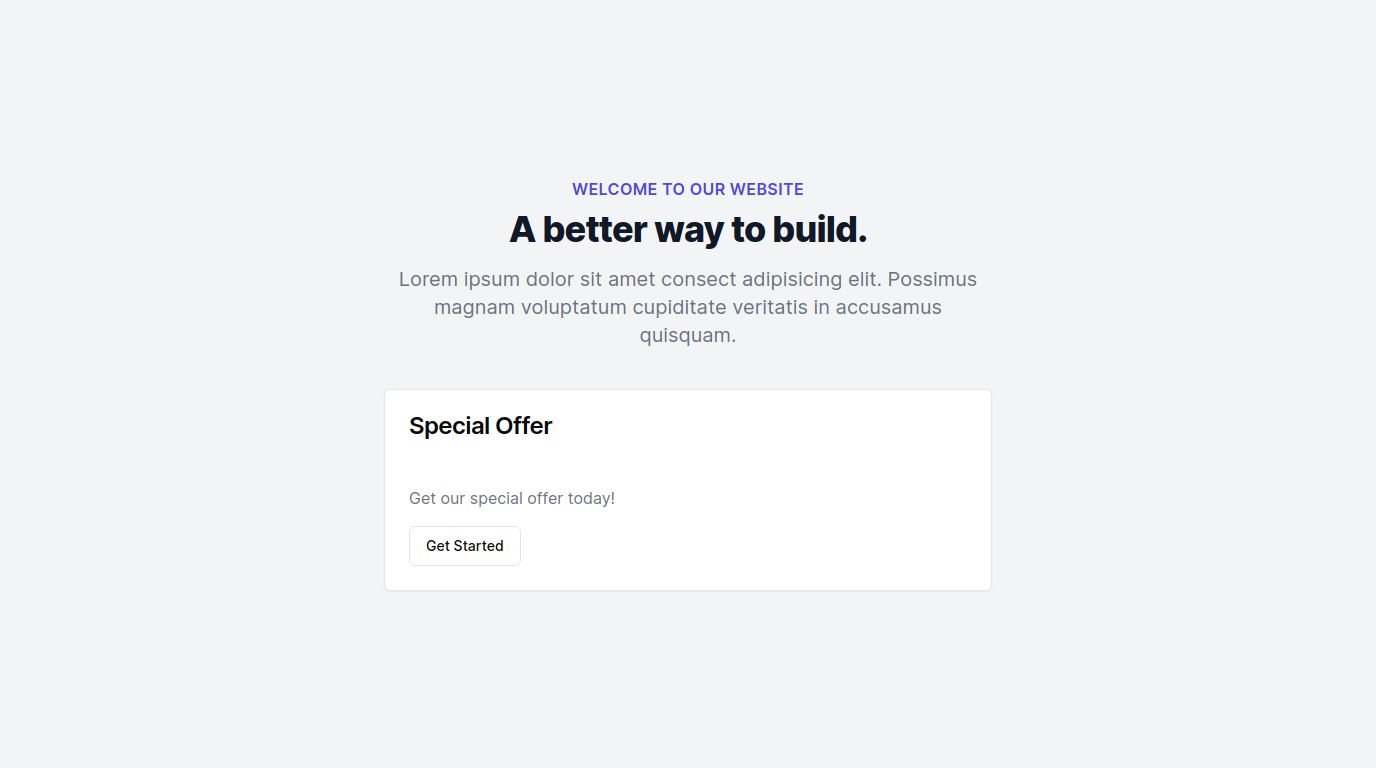 WELCOME TO OUR WEBSITE
A better way to build.
Lorem ipsum dolor sit amet consect adipisicing elit. Possimus
magnam voluptatum cupiditate veritatis in accusamus
quisquam.
Special Offer
Get our special offer today!
Get Started